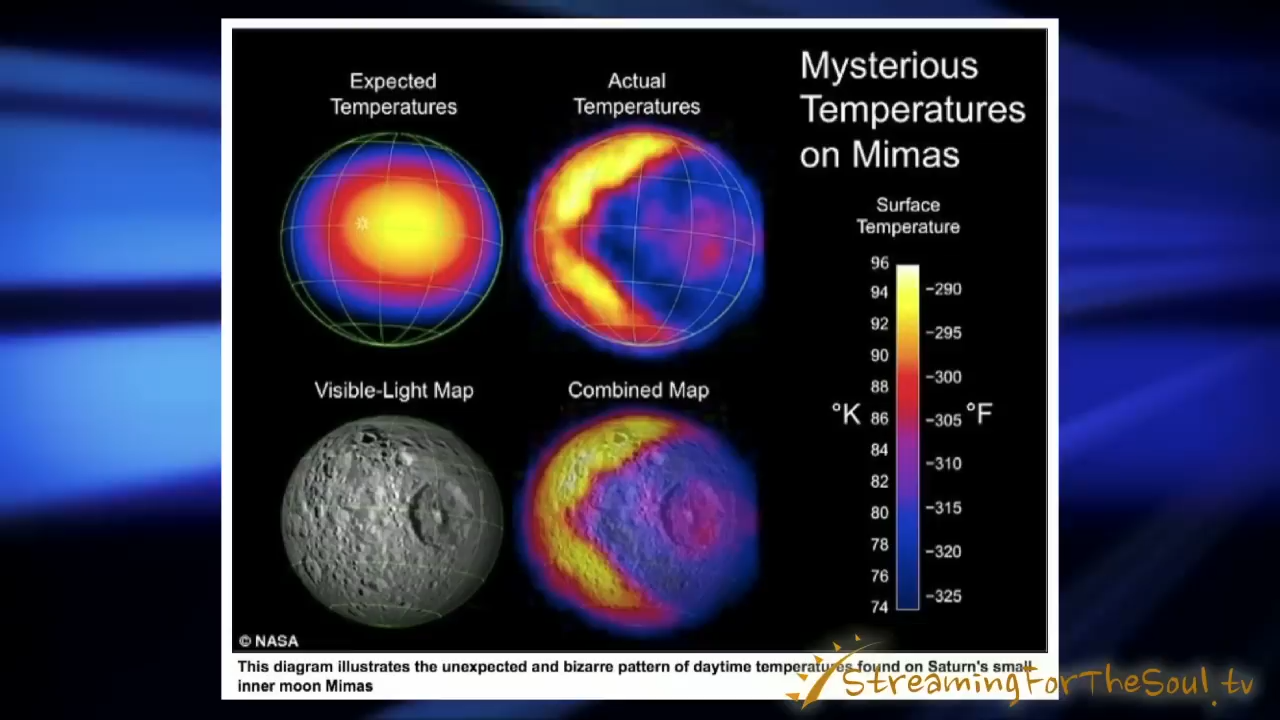 Mysterious
Temperatures
on Mimas
Expected
Temperatures
Actual
Temperatures
Visible-Light Map
Combined Map
Surface
Temperature
°K
96
94
92
90
88
86
84
82
80
78
76
74
°F
-290
-295
-300
-305
-310
-315
-320
-325
© NASA
This diagram illustrates the unexpected and bizarre pattern of daytime temperatures found on Saturn's small
inner moon Mimas
StreamingForTheSoul.tv